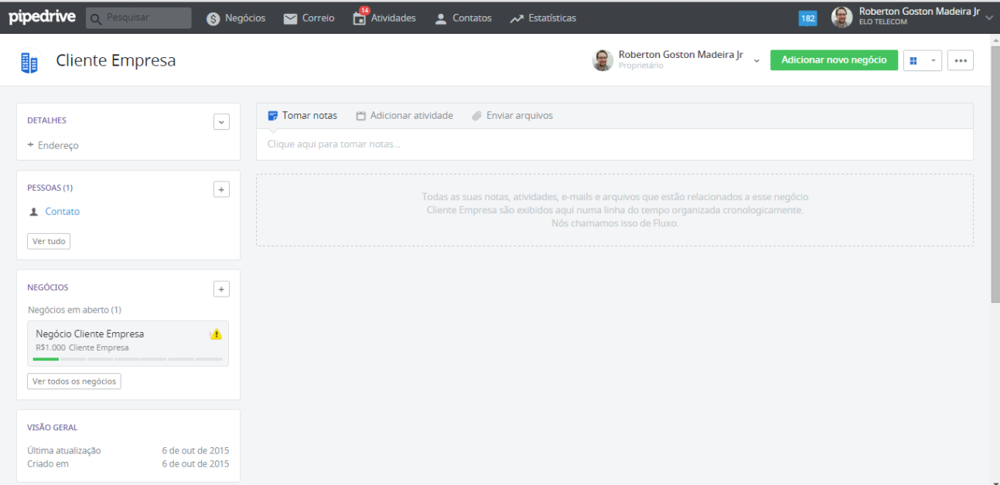 pipedrive
Pesquisar
Negócios
Correio
14
Atividades
Contatos
Estatísticas
182
Roberton Goston Madeira Jr
ELO TELECOM
Cliente Empresa
Roberton Goston Madeira Jr
Proprietário
Adicionar novo negócio
DETALHES
+ Endereço
PESSOAS (1)
+
Contato
Ver tudo
NEGÓCIOS
+
Negócios em aberto (1)
Negócio Cliente Empresa
R$1.000 Cliente Empresa
Ver todos os negócios
VISÃO GERAL
Última atualização 6 de out de 2015
Criado em 6 de out de 2015
Tomar notas
Adicionar atividade
Enviar arquivos
Clique aqui para tomar notas...
Todas as suas notas, atividades, e-mails e arquivos que estão relacionados a esse negócio
Cliente Empresa são exibidos aqui numa linha do tempo organizada cronologicamente.
Nós chamamos isso de Fluxo.